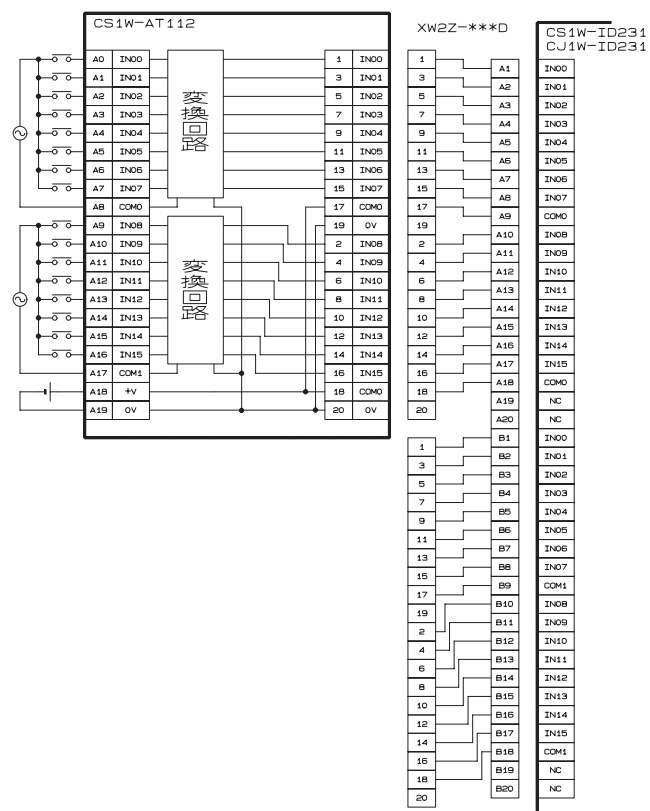 CS1W-AT112
XW2Z-***D
CS1W-ID231
CJ1W-ID231
A0 IN00
A1 IN01
A2 IN02
A3 IN03
A4 IN04
A5 IN05
A6 IN06
A7 IN07
A8 COM0
A9 IN08
A10 IN09
A11 IN10
A12 IN11
A13 IN12
A14 IN13
A15 IN14
A16 IN15
A17 COM1
A18 +V
A19 0V
変換回路
変換回路
1 IN00
3 IN01
5 IN02
7 IN03
9 IN04
11 IN05
13 IN06
15 IN07
17 COM0
19 0V
2 IN08
4 IN09
6 IN10
8 IN11
10 IN12
12 IN13
14 IN14
16 IN15
18 COM0
20 0V
1
3
5
7
9
11
13
15
17
19
2
4
6
8
10
12
14
16
18
20
1
3
5
7
9
11
13
15
17
19
2
4
6
8
10
12
14
16
18
20
A1 IN00
A2 IN01
A3 IN02
A4 IN03
A5 IN04
A6 IN05
A7 IN06
A8 IN07
A9 COM0
A10 IN08
A11 IN09
A12 IN10
A13 IN11
A14 IN12
A15 IN13
A16 IN14
A17 IN15
A18 COM0
A19 NC
A20 NC
B1 IN00
B2 IN01
B3 IN02
B4 IN03
B5 IN04
B6 IN05
B7 IN06
B8 IN07
B9 COM1
B10 IN08
B11 IN09
B12 IN10
B13 IN11
B14 IN12
B15 IN13
B16 IN14
B17 IN15
B18 COM1
B19 NC
B20 NC